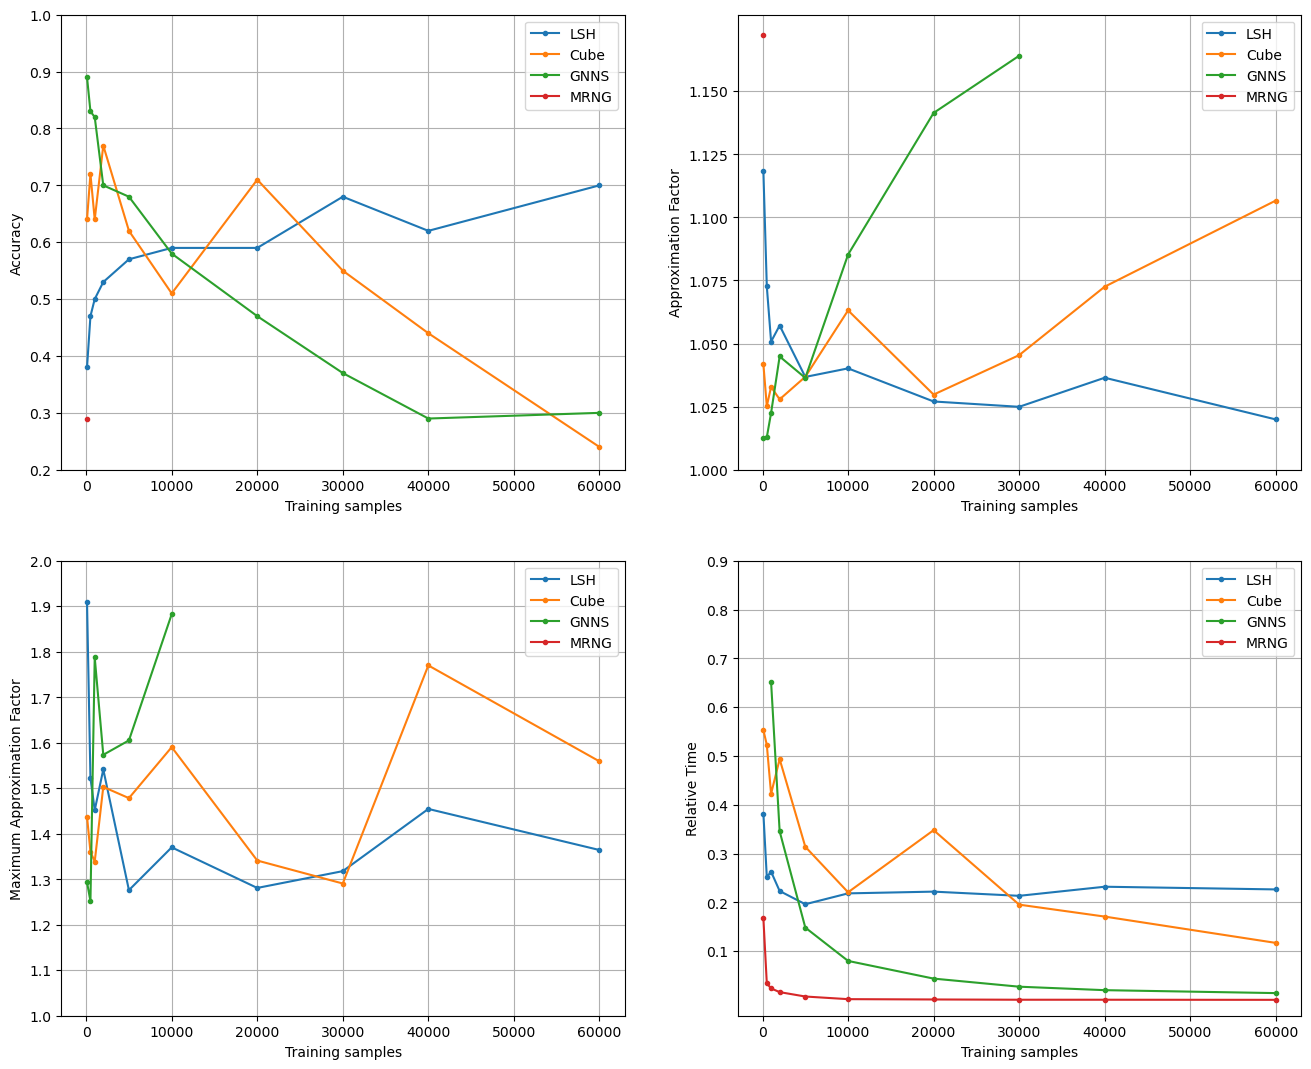 1.0
0.9
0.8
0.7
0.6
0.5
0.4
0.3
0.2
Accuracy
0 10000 20000 30000 40000 50000 60000
Training samples
LSH
Cube
GNNS
MRNG
1.150
1.125
1.100
1.075
1.050
1.025
1.000
Approximation Factor
0 10000 20000 30000 40000 50000 60000
Training samples
LSH
Cube
GNNS
MRNG
2.0
1.9
1.8
1.7
1.6
1.5
1.4
1.3
1.2
1.1
1.0
Maximum Approximation Factor
0 10000 20000 30000 40000 50000 60000
Training samples
LSH
Cube
GNNS
MRNG
0.9
0.8
0.7
0.6
0.5
0.4
0.3
0.2
0.1
Relative Time
0 10000 20000 30000 40000 50000 60000
Training samples
LSH
Cube
GNNS
MRNG